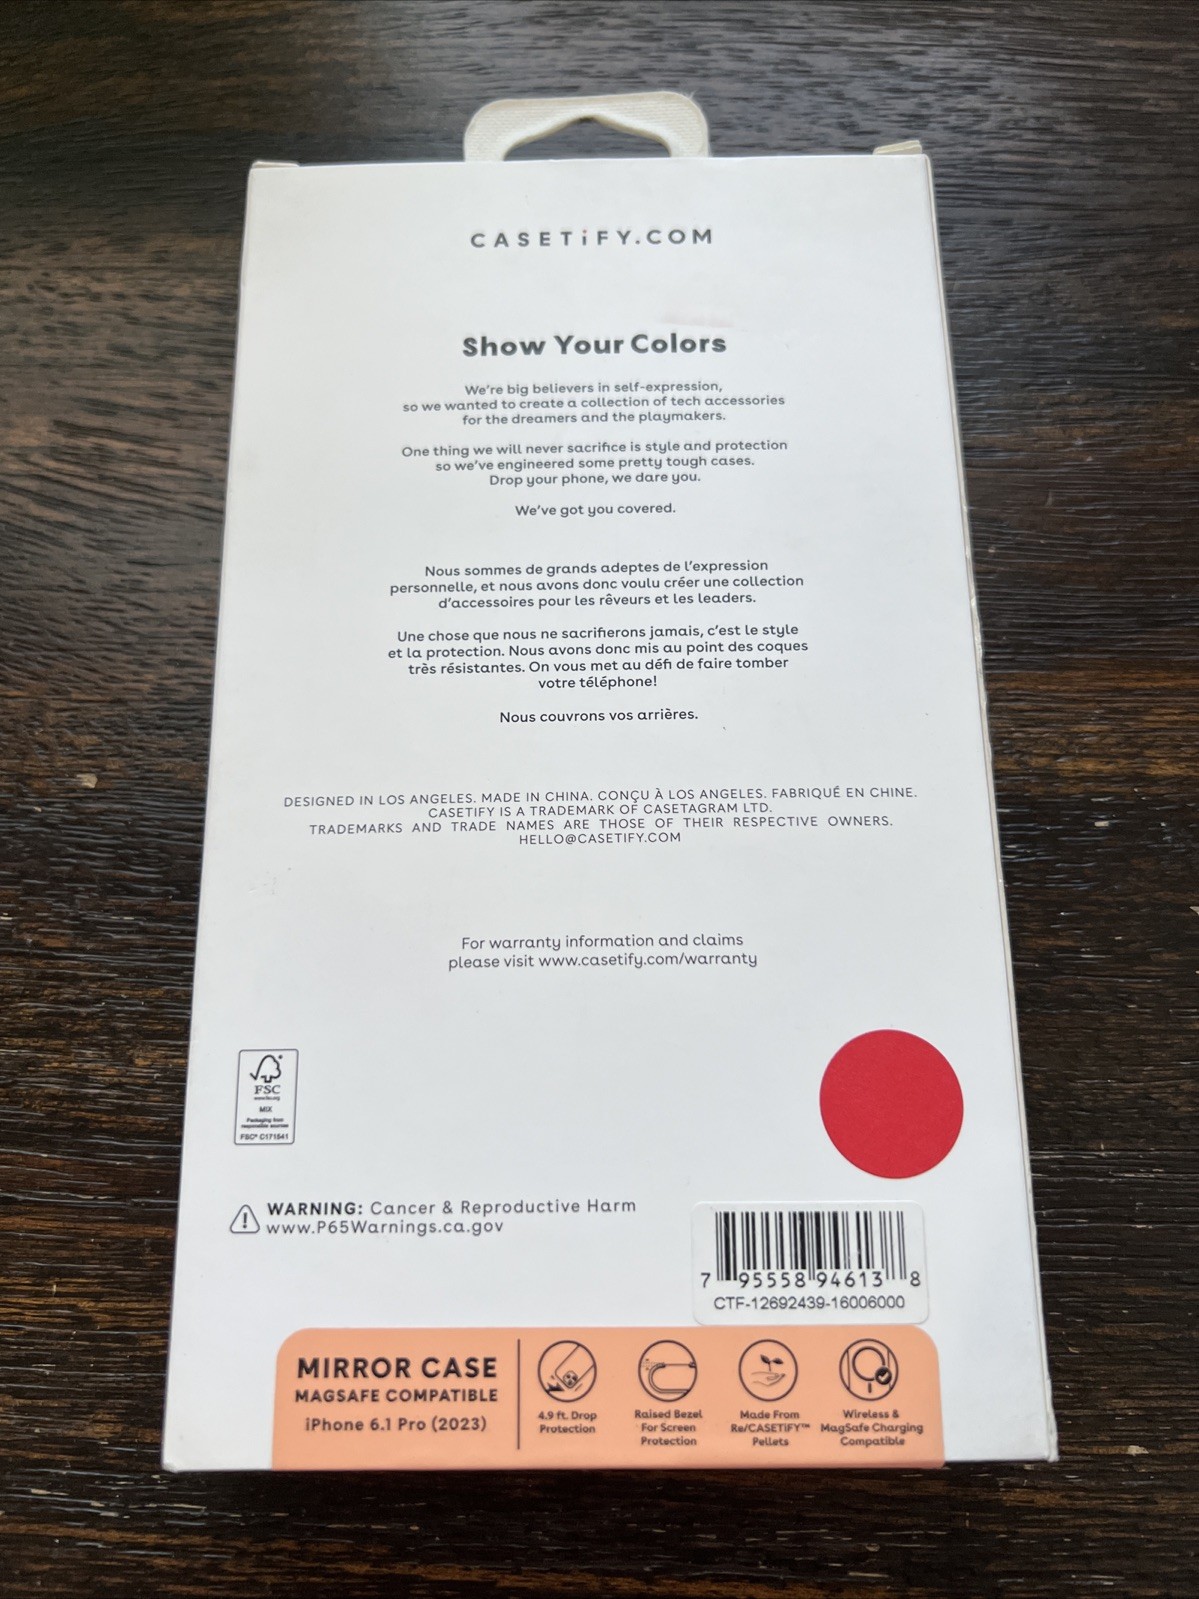 CASETiFY.COM
Show Your Colors
We're big believers in self-expression,
so we wanted to create a collection of tech accessories
for the dreamers and the playmakers.
One thing we will never sacrifice is style and protection
so we've engineered some pretty tough cases.
Drop your phone, we dare you.
We've got you covered.
Nous sommes de grands adeptes de l'expression
personnelle, et nous avons donc voulu créer une collection
d'accessoires pour les rêveurs et les leaders.
Une chose que nous ne sacrifierons jamais, c'est le style
et la protection. Nous avons donc mis au point des coques
très résistantes. On vous met au défi de faire tomber
votre téléphone!
Nous couvrons vos arrières.
DESIGNED IN LOS ANGELES. MADE IN CHINA. CONÇU À LOS ANGELES. FABRIQUÉ EN CHINE.
CASETIFY IS A TRADEMARK OF CASETAGRAM LTD.
TRADEMARKS AND TRADE NAMES ARE THOSE OF THEIR RESPECTIVE OWNERS.
HELLO@CASETIFY.COM
For warranty information and claims
please visit www.casetify.com/warranty
FSC
www.fsc.org
MIX
Packaging from
responsible sources
FSC® C171541
WARNING: Cancer & Reproductive Harm
www.P65Warnings.ca.gov
7 95558 94613 8
CTF-12692439-16006000
MIRROR CASE
MAGSAFE COMPATIBLE
iPhone 6.1 Pro (2023)
4.9 ft. Drop
Protection
Raised Bezel
For Screen
Protection
Made From
Re/CASETiFY™
Pellets
Wireless &
MagSafe Charging
Compatible